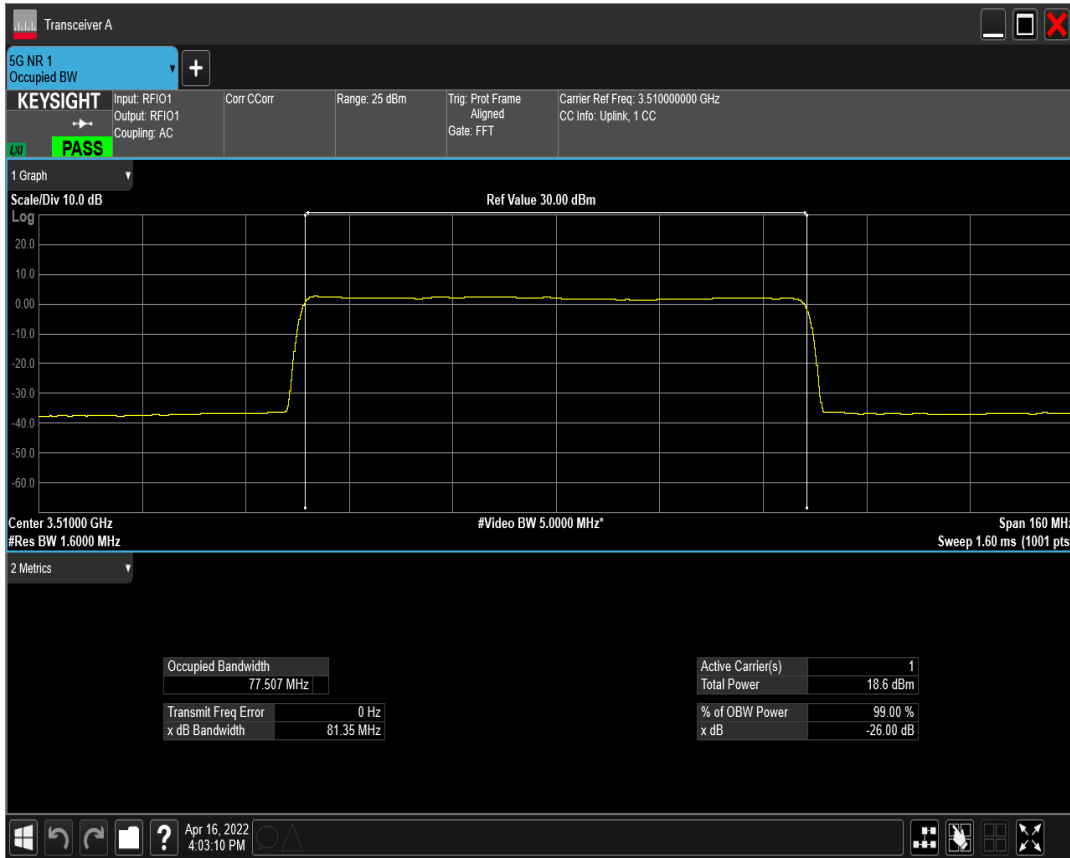 Transceiver A
5G NR 1
Occupied BW
+
KEYSIGHT
LXI
PASS
Input: RFIO1
Output: RFIO1
Coupling: AC
Corr CCorr
Range: 25 dBm
Trig: Prot Frame
Aligned
Gate: FFT
Carrier Ref Freq: 3.510000000 GHz
CC Info: Uplink, 1 CC
1 Graph
Scale/Div 10.0 dB
Ref Value 30.00 dBm
Log
20.0
10.0
0.00
-10.0
-20.0
-30.0
-40.0
-50.0
-60.0
Center 3.51000 GHz
#Video BW 5.0000 MHz*
Span 160 MHz
#Res BW 1.6000 MHz
Sweep 1.60 ms (1001 pts
2 Metrics
Occupied Bandwidth
77.507 MHz
Transmit Freq Error 0 Hz
x dB Bandwidth 81.35 MHz
Active Carrier(s) 1
Total Power 18.6 dBm
% of OBW Power 99.00 %
x dB -26.00 dB
?
Apr 16, 2022
4:03:10 PM